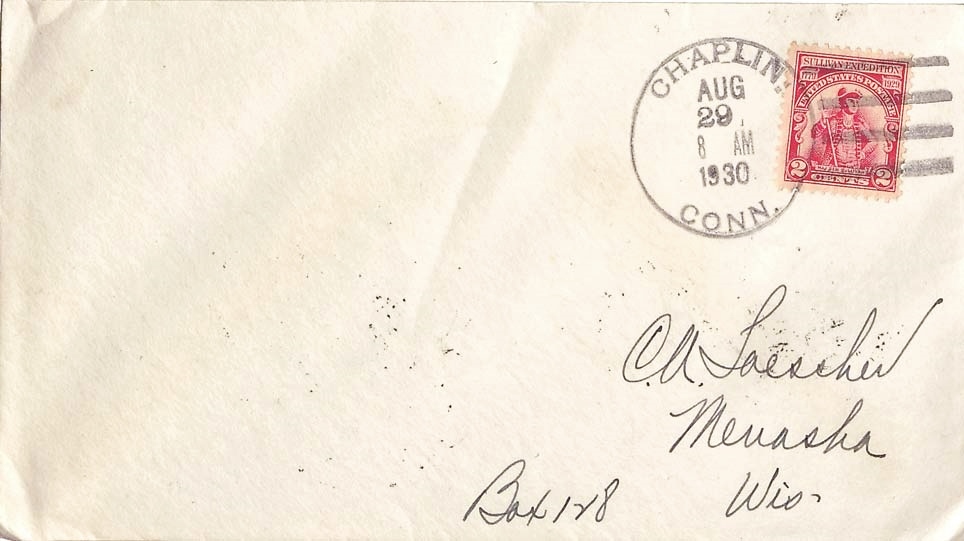 CHAPLIN.
AUG
29,
8 AM
1930
CONN.
SULLIVAN EXPEDITION
1779 1929
UNITED STATES POSTAGE
2 CENTS 2
C.A. Loescher
Menasha
Box 128 Wis-